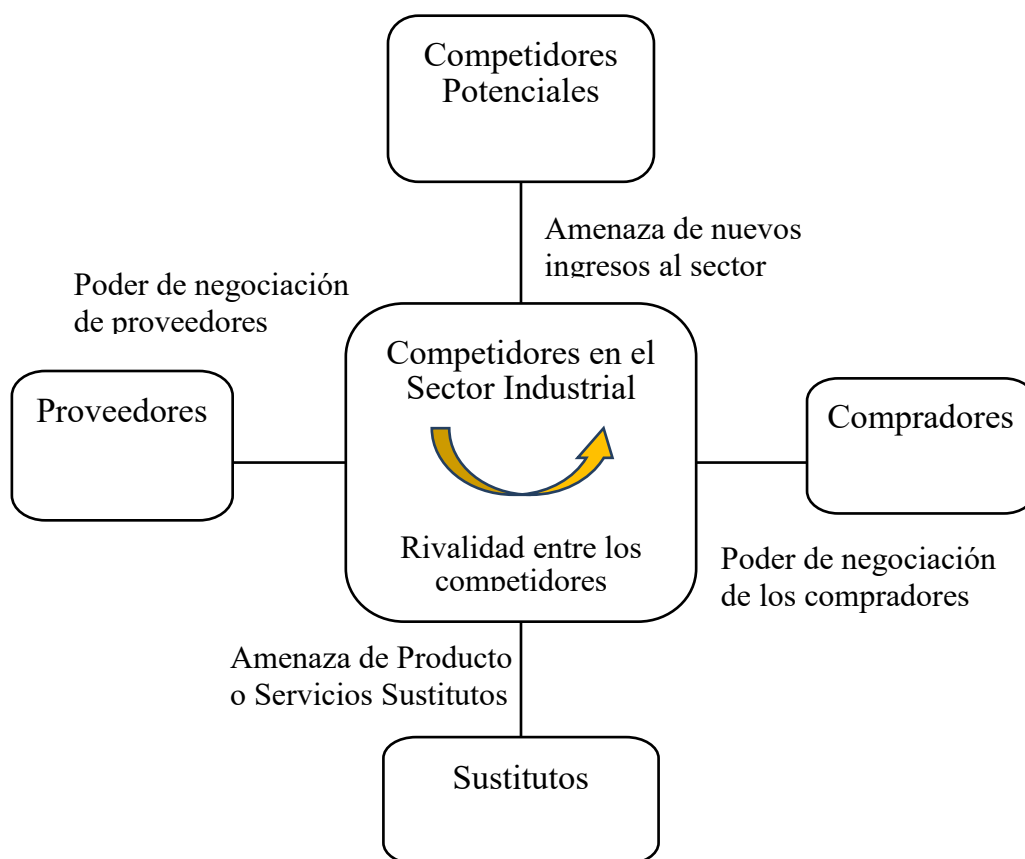 Competidores
Potenciales
Amenaza de nuevos
ingresos al sector
Poder de negociación
de proveedores
Competidores en el
Sector Industrial
Proveedores
Compradores
Rivalidad entre los
competidores
Poder de negociación
de los compradores
Amenaza de Producto
o Servicios Sustitutos
Sustitutos